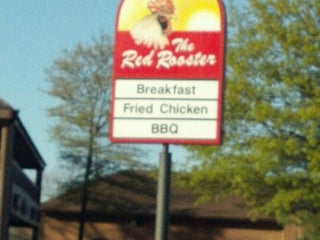 The
Red Rooster
Breakfast
Fried Chicken
BBQ